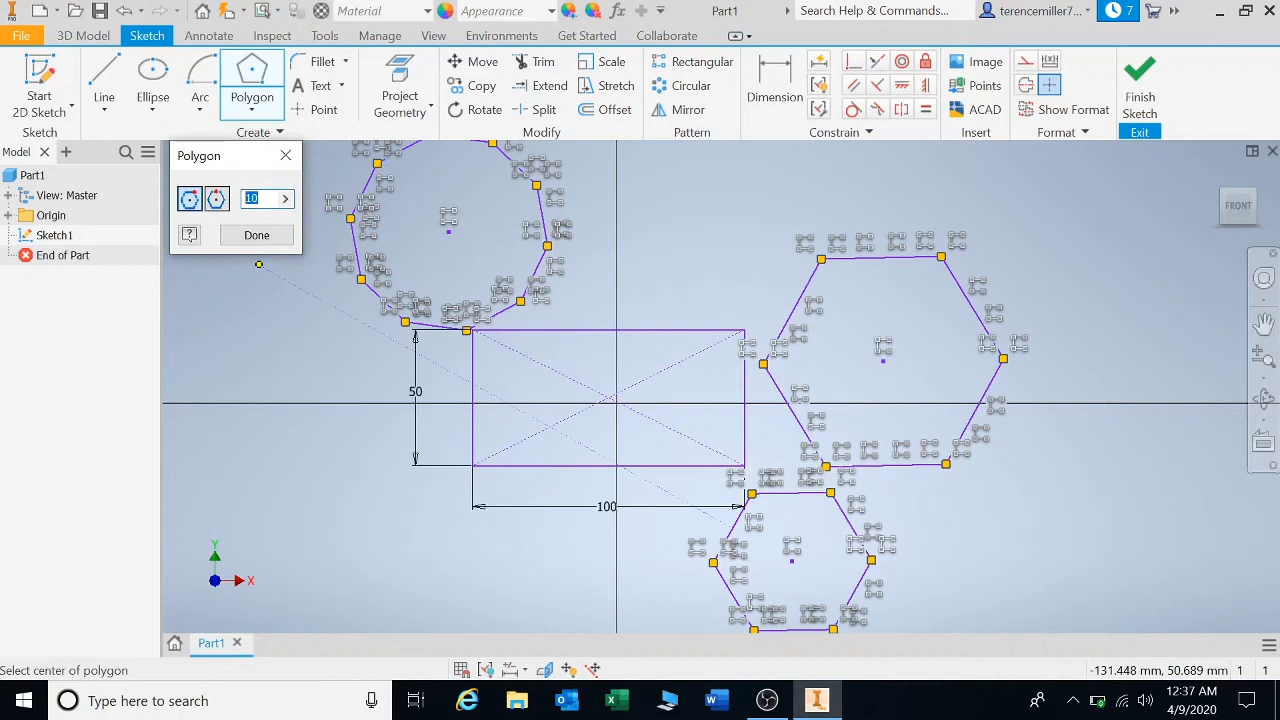 Material
Appearance
Part1
Search Help & Commands...
terencemiller7...
7
File
3D Model
Sketch
Annotate
Inspect
Tools
Manage
View
Environments
Get Started
Collaborate
Start
2D Sketch
Line
Ellipse
Arc
Polygon
Fillet
Text
Point
Project
Geometry
Move
Copy
Rotate
Trim
Extend
Split
Scale
Stretch
Offset
Rectangular
Circular
Mirror
Dimension
Image
Points
ACAD
Show Format
Finish
Sketch
Sketch
Create
Modify
Pattern
Constrain
Insert
Format
Exit
Model
Part1
View: Master
Origin
Sketch1
End of Part
Polygon
10
Done
FRONT
50
100
Y
X
Part1
Select center of polygon
-131.448 mm, 50.689 mm
1
1
Type here to search
12:37 AM
4/9/2020